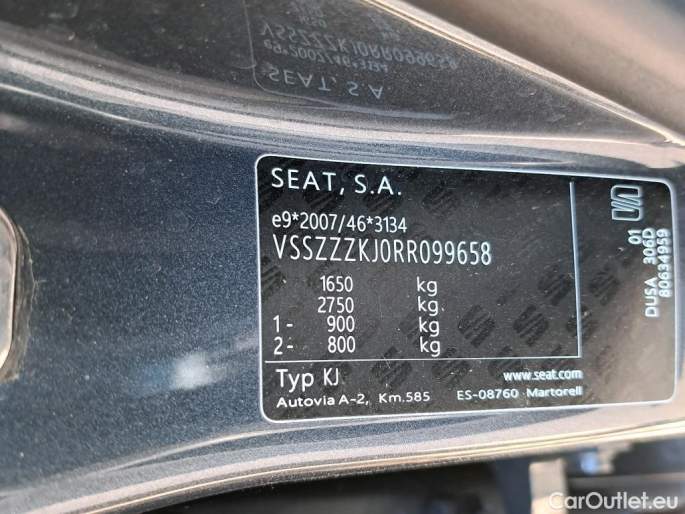 SEAT, S.A.
e9*2007/46*3134
VSSZZZKJ0RR099658
1650 kg
2750 kg
1- 900 kg
2- 800 kg
Typ KJ
www.seat.com
Autovia A-2, Km.585
ES-08760 - Martorell
01
DUSA 306D
80634959
CarOutlet.eu